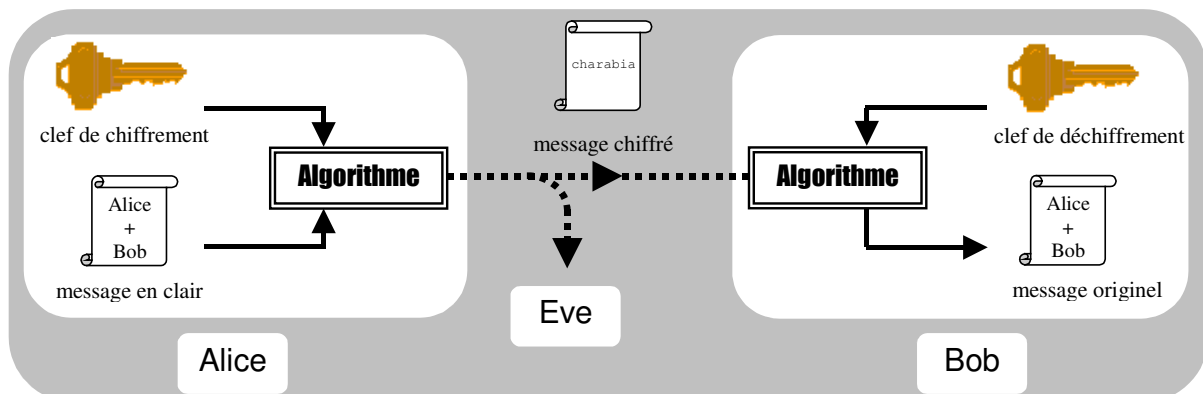 clef de chiffrement
Algorithme
Alice
+
Bob
message en clair
Alice
charabia
message chiffré
Eve
clef de déchiffrement
Algorithme
Alice
+
Bob
message originel
Bob